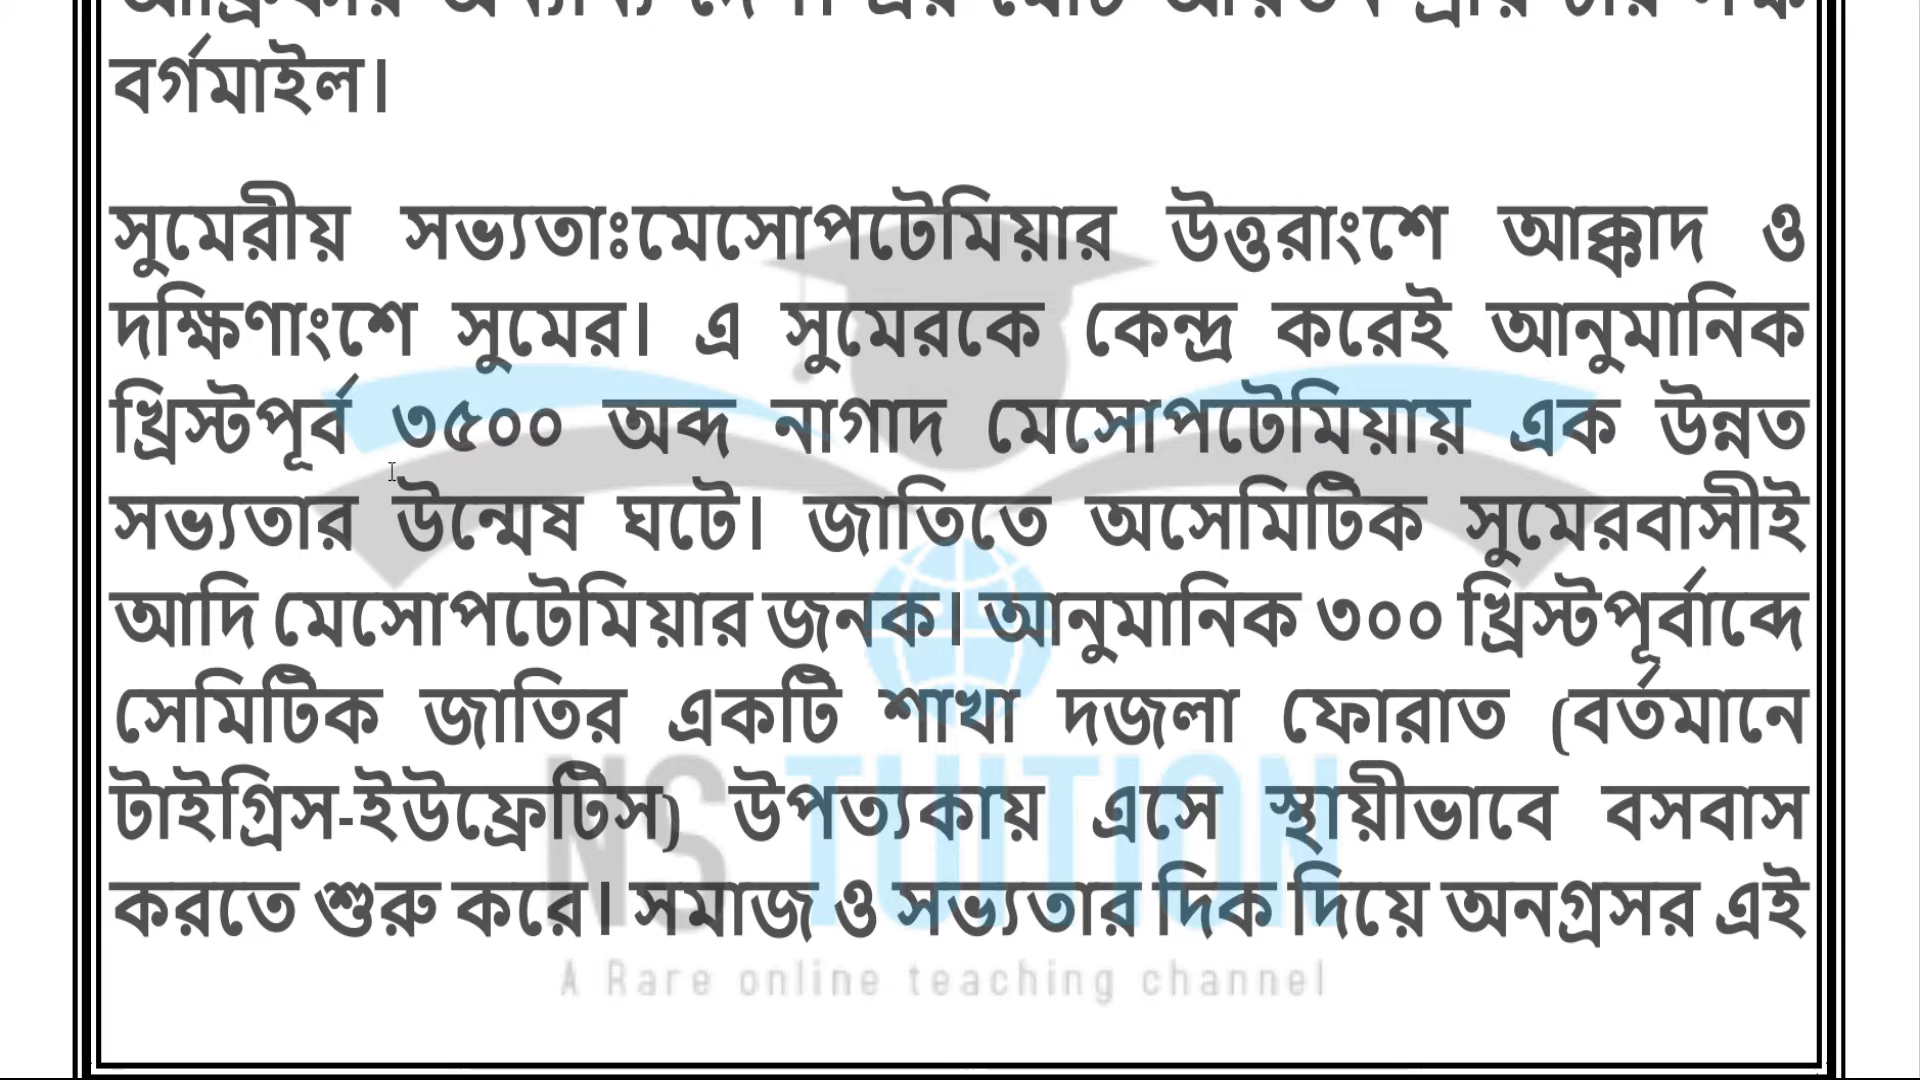 বর্গমাইল।
সুমেরীয় সভ্যতাঃমেসোপটেমিয়ার উত্তরাংশে আক্কাদ ও
দক্ষিণাংশে সুমের। এ সুমেরকে কেন্দ্র করেই আনুমানিক
খ্রিস্টপূর্ব ৩৫০০ অব্দ নাগাদ মেসোপটেমিয়ায় এক উন্নত
সভ্যতার উন্মেষ ঘটে। জাতিতে অসেমিটিক সুমেরবাসীই
আদি মেসোপটেমিয়ার জনক। আনুমানিক ৩০০ খ্রিস্টপূর্বাব্দে
সেমিটিক জাতির একটি শাখা দজলা ফোরাত (বর্তমানে
টাইগ্রিস-ইউফ্রেটিস) উপত্যকায় এসে স্থায়ীভাবে বসবাস
করতে শুরু করে। সমাজ ও সভ্যতার দিক দিয়ে অনগ্রসর এই
NS TUITION
A Rare online teaching channel